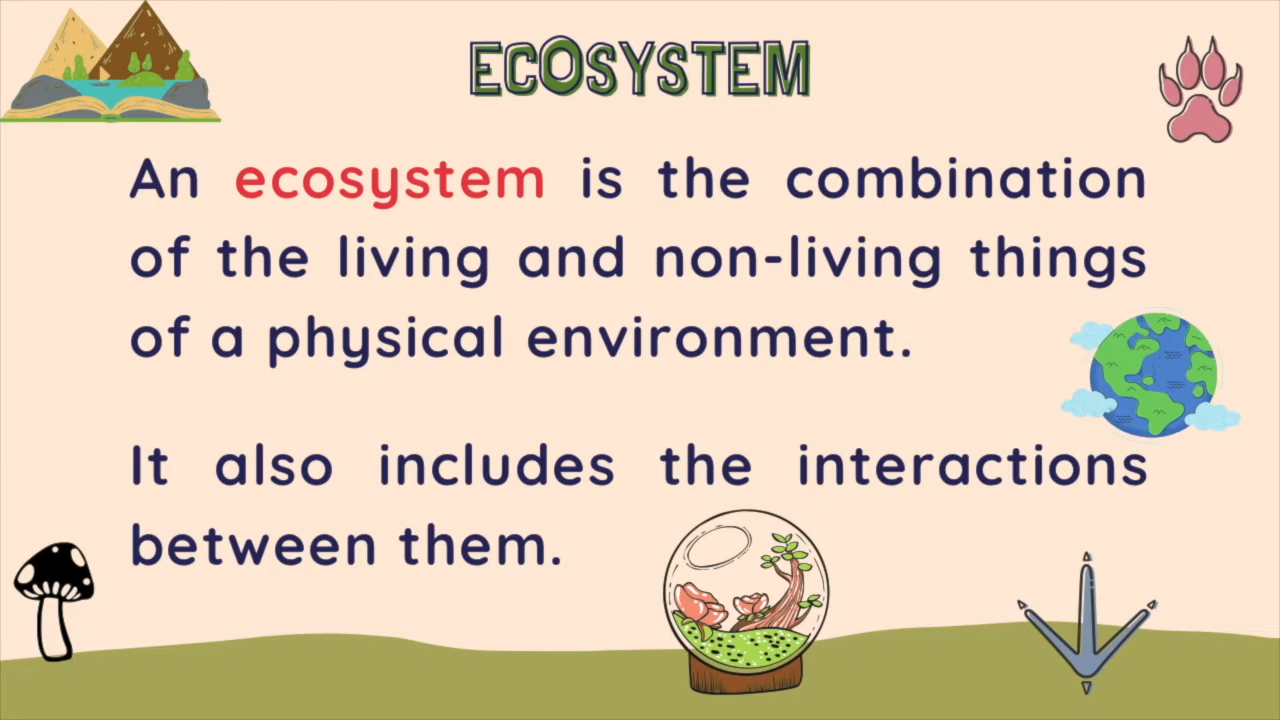 ECOSYSTEM
An ecosystem is the combination
of the living and non-living things
of a physical environment.
It also includes the interactions
between them.